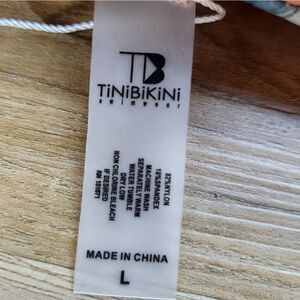 TB
TiNiBiKiNi
swimwear
82%NYLON
18%SPANDEX
MACHINE WASH
SEPARATELY WARM
WATER TUMBLE
DRY LOW
NON CHLORINE BLEACH
IF DESIRED
MADE IN CHINA
L